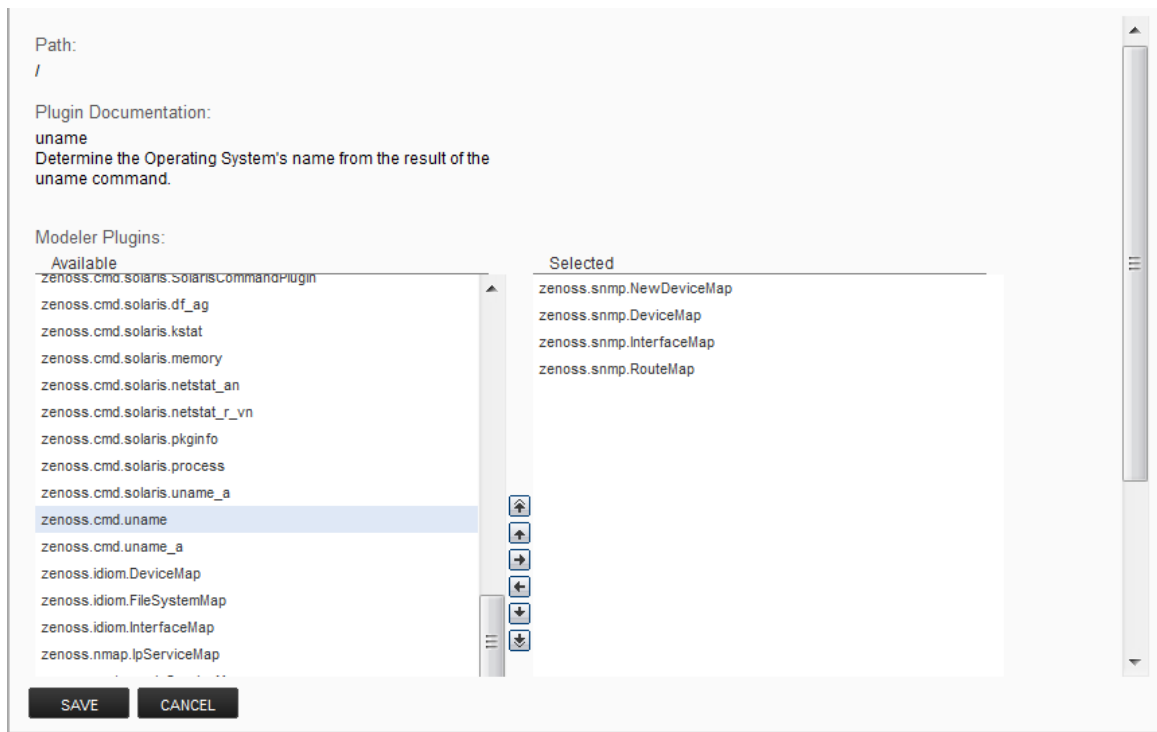 Path:
/
Plugin Documentation:
uname
Determine the Operating System's name from the result of the
uname command.
Modeler Plugins:
Available
zenoss.cmd.solaris.SolarisCommandPlugin
zenoss.cmd.solaris.df_ag
zenoss.cmd.solaris.kstat
zenoss.cmd.solaris.memory
zenoss.cmd.solaris.netstat_an
zenoss.cmd.solaris.netstat_r_vn
zenoss.cmd.solaris.pkginfo
zenoss.cmd.solaris.process
zenoss.cmd.solaris.uname_a
zenoss.cmd.uname
zenoss.cmd.uname_a
zenoss.idiom.DeviceMap
zenoss.idiom.FileSystemMap
zenoss.idiom.InterfaceMap
zenoss.nmap.IpServiceMap
Selected
zenoss.snmp.NewDeviceMap
zenoss.snmp.DeviceMap
zenoss.snmp.InterfaceMap
zenoss.snmp.RouteMap
SAVE
CANCEL